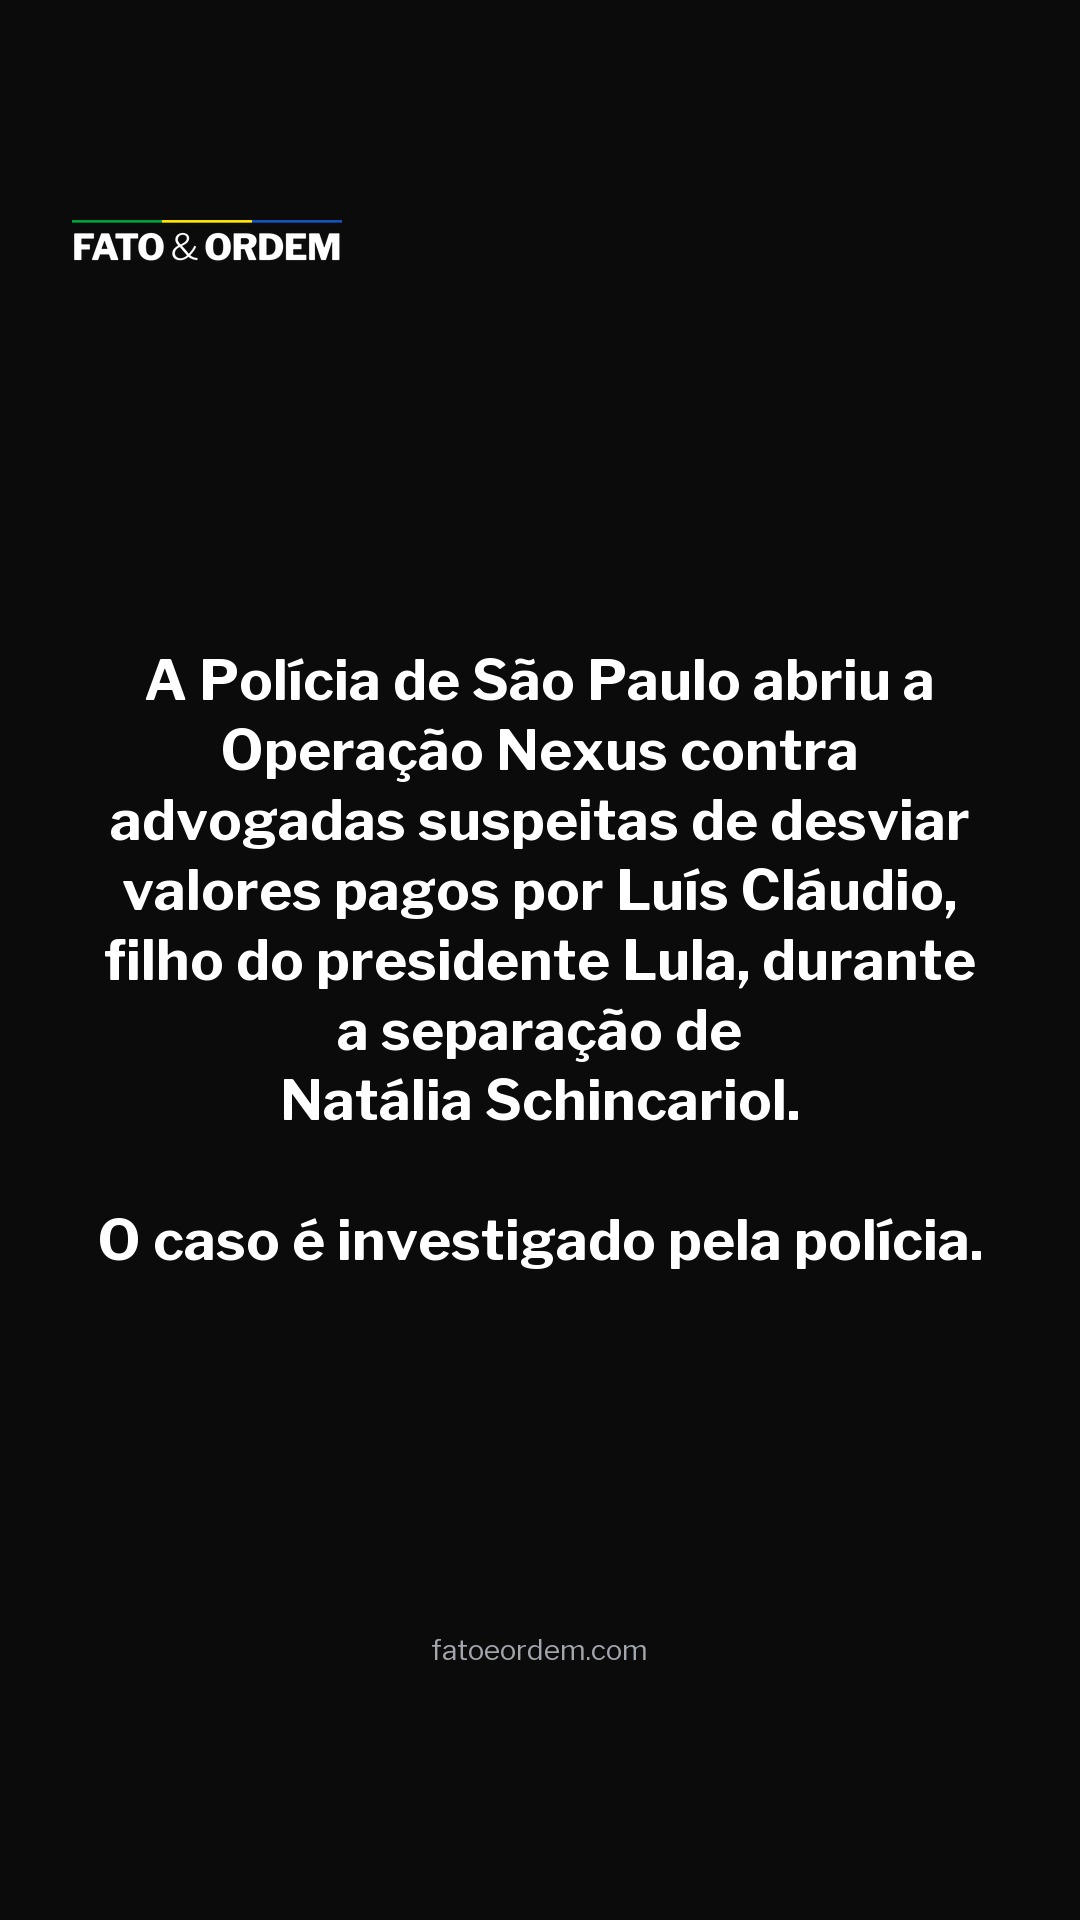 FATO & ORDEM
A Polícia de São Paulo abriu a
Operação Nexus contra
advogadas suspeitas de desviar
valores pagos por Luís Cláudio,
filho do presidente Lula, durante
a separação de
Natália Schincariol.
O caso é investigado pela polícia.
fatoeordem.com